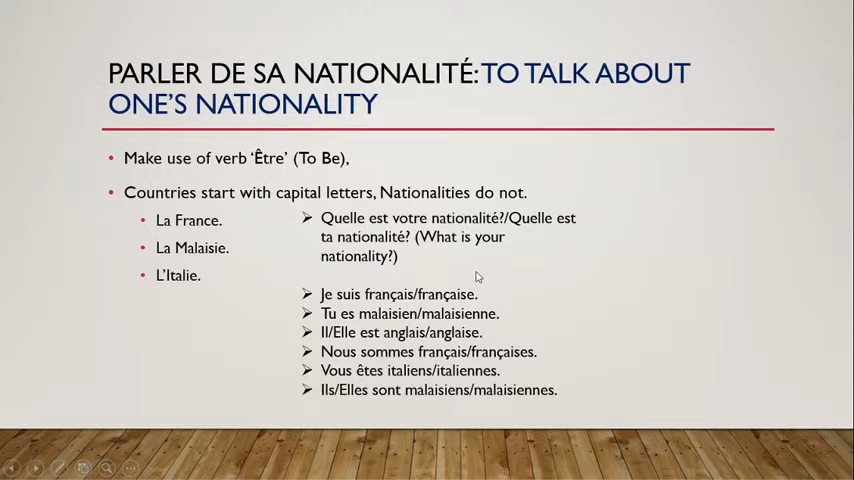 PARLER DE SA NATIONALITÉ: TO TALK ABOUT
ONE'S NATIONALITY
• Make use of verb 'Être' (To Be),
• Countries start with capital letters, Nationalities do not.
• La France.
• La Malaisie.
• L'Italie.
➢ Quelle est votre nationalité?/Quelle est
ta nationalité? (What is your
nationality?)
➢ Je suis français/française.
➢ Tu es malaisien/malaisienne.
➢ Il/Elle est anglais/anglaise.
➢ Nous sommes français/françaises.
➢ Vous êtes italiens/italiennes.
➢ Ils/Elles sont malaisiens/malaisiennes.